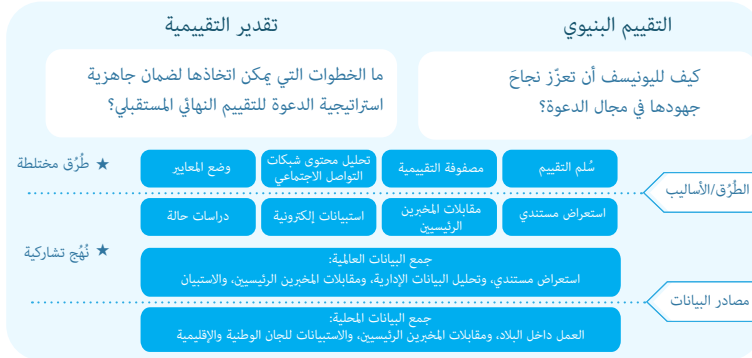 التقييم البنيوي
تقدير التقييمية
كيف لليونيسف أن تعزّز نجاحَ
جهودها في مجال الدعوة؟
ما الخطوات التي يمكن اتخاذها لضمان جاهزية
استراتيجية الدعوة للتقييم النهائي المستقبلي؟
الطُرُق/الأساليب
سُلم التقييم
مصفوفة التقييمية
تحليل محتوى شبكات
التواصل الاجتماعي
وضع المعايير
★ طُرُق مختلطة
استعراض مستندي
مقابلات المخبرين
الرئيسيين
استبيانات إلكترونية
دراسات حالة
★ نُهُج تشاركية
مصادر البيانات
جمع البيانات العالمية:
استعراض مستندي، وتحليل البيانات الإدارية، ومقابلات المخبرين الرئيسيين، والاستبيان
جمع البيانات المحلية:
العمل داخل البلاد، ومقابلات المخبرين الرئيسيين، والاستبيانات للجان الوطنية والإقليمية